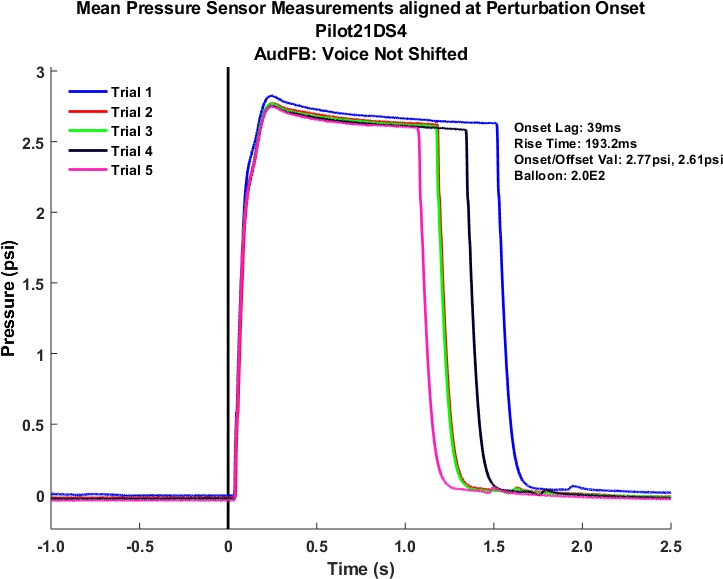 Mean Pressure Sensor Measurements aligned at Perturbation Onset
Pilot21DS4
AudFB: Voice Not Shifted
3
2.5
2
1.5
1
0.5
0
Pressure (psi)
Trial 1
Trial 2
Trial 3
Trial 4
Trial 5
Onset Lag: 39ms
Rise Time: 193.2ms
Onset/Offset Val: 2.77psi, 2.61psi
Balloon: 2.0E2
-1.0 -0.5 0 0.5 1.0 1.5 2.0 2.5
Time (s)